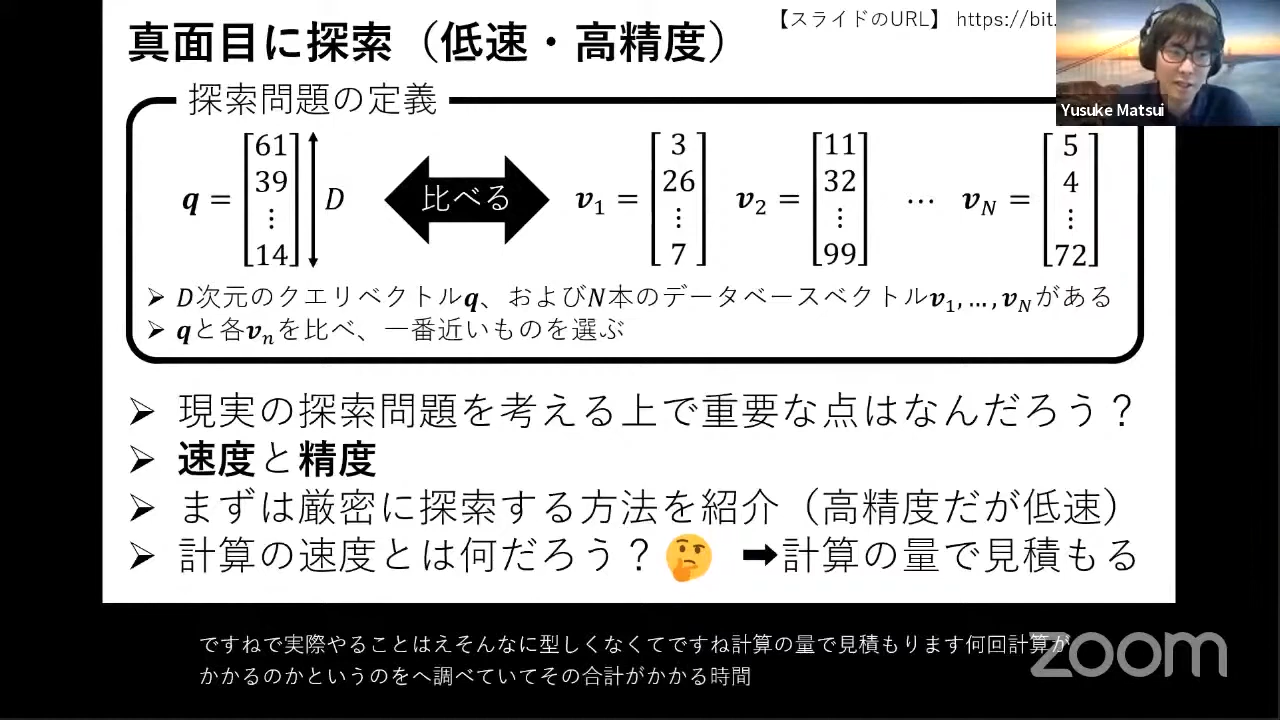 【スライドのURL】 https://bit.
真面目に探索（低速・高精度）
Yusuke Matsui
探索問題の定義
q = [61 39 ⋮ 14] D 比べる v₁ = [3 26 ⋮ 7] v₂ = [11 32 ⋮ 99] ⋯ v_N = [5 4 ⋮ 72]
➢ D次元のクエリベクトルq、およびN本のデータベースベクトルv₁, …, v_Nがある
➢ qと各v_nを比べ、一番近いものを選ぶ
➢ 現実の探索問題を考える上で重要な点はなんだろう？
➢ 速度と精度
➢ まずは厳密に探索する方法を紹介（高精度だが低速）
➢ 計算の速度とは何だろう？🤔 ➡計算の量で見積もる
ですねで実際やることはえそんなに型しくなくてですね計算の量で見積もります何回計算が
かかるのかというのをへ調べていてその合計がかかる時間
zoom